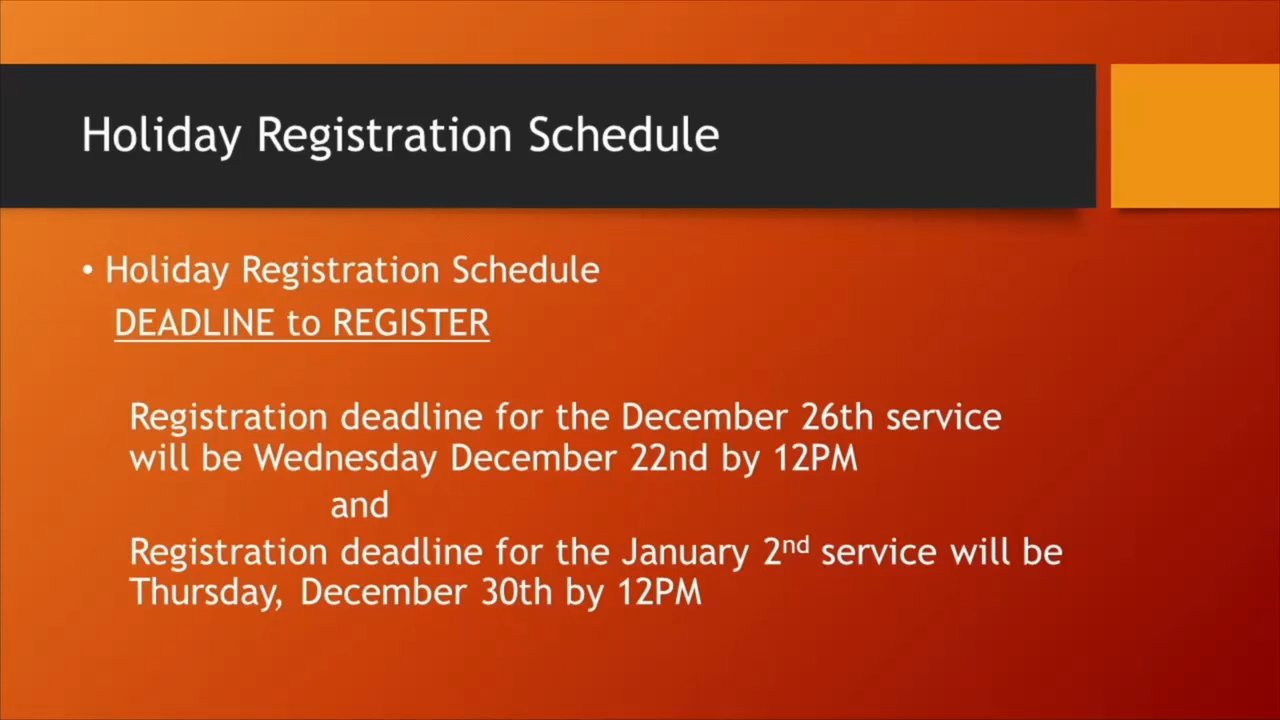 Holiday Registration Schedule
• Holiday Registration Schedule
DEADLINE to REGISTER
Registration deadline for the December 26th service
will be Wednesday December 22nd by 12PM
and
Registration deadline for the January 2nd service will be
Thursday, December 30th by 12PM